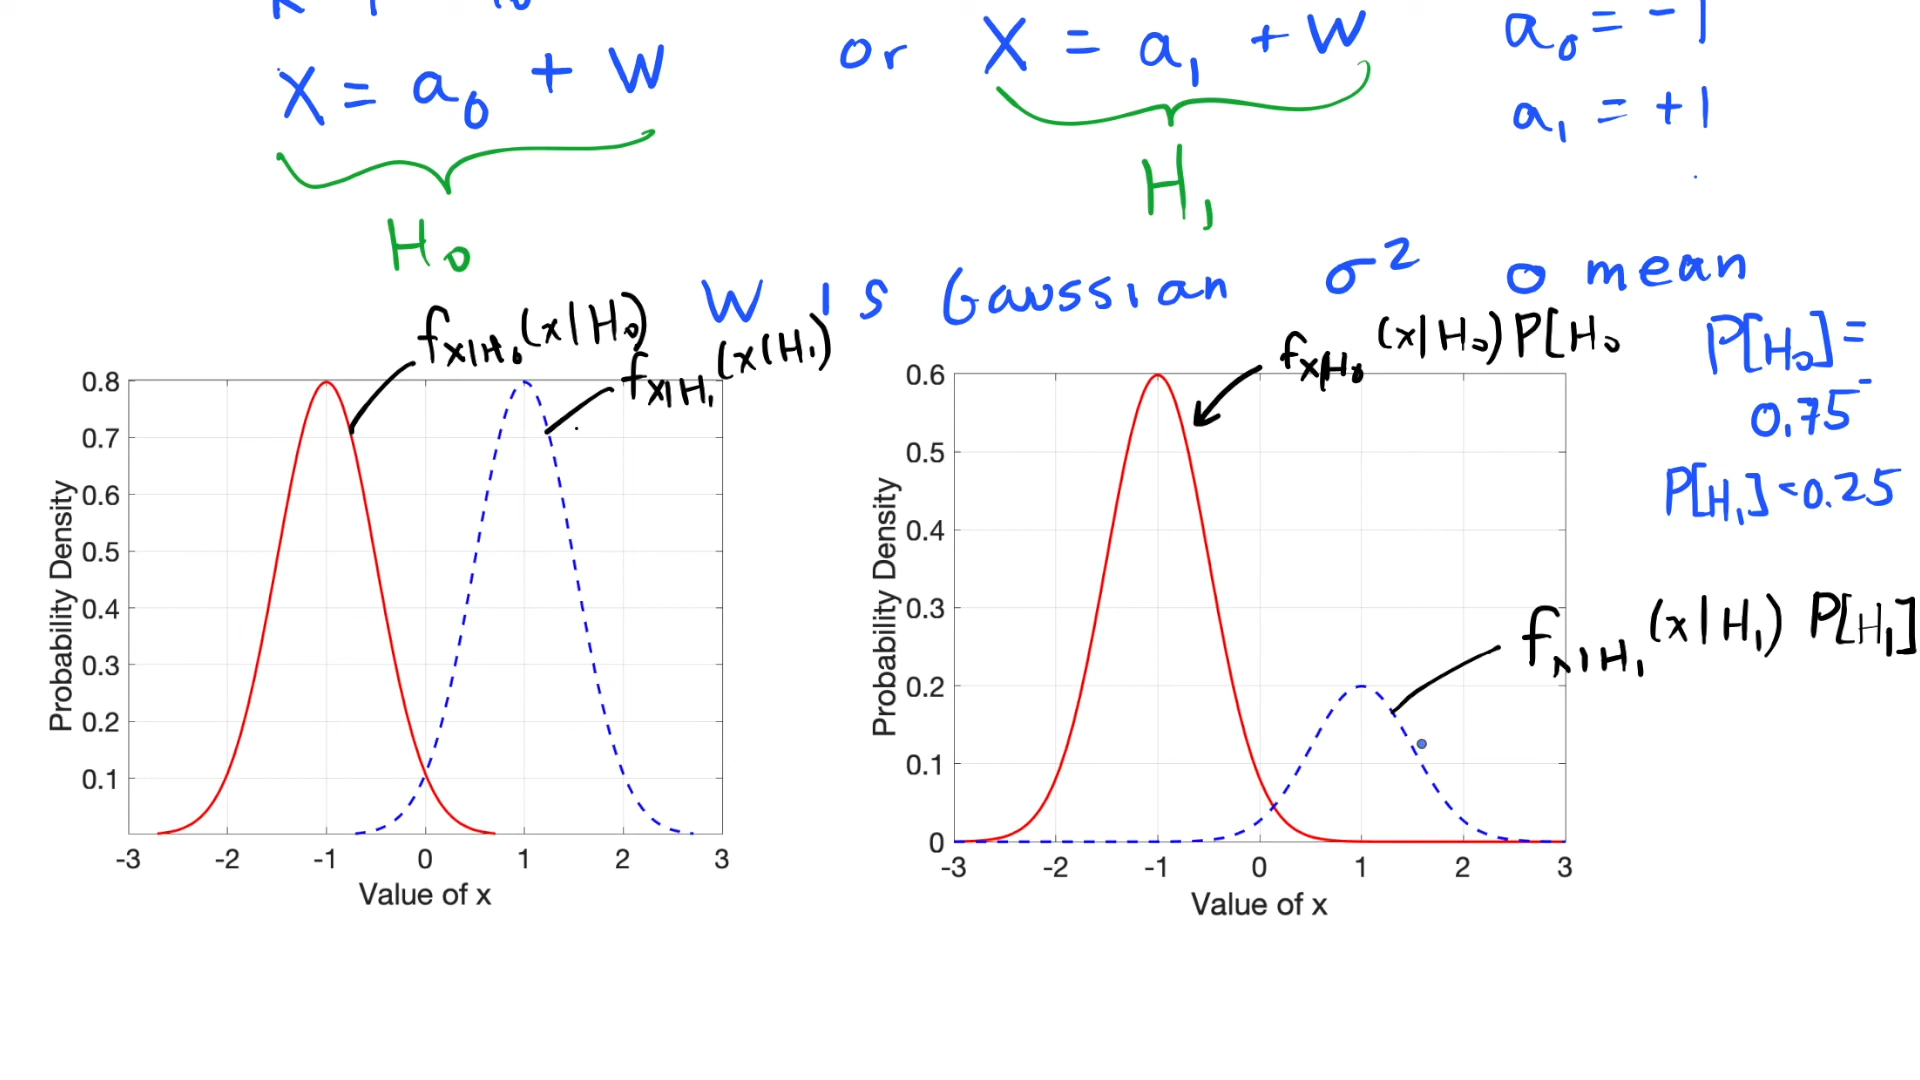 X = a₀ + W or X = a₁ + W a₀ = -1
a₁ = +1
H₀ H₁
W is Gaussian σ² 0 mean
f_{X|H₀}(x|H₀)
f_{X|H₁}(x|H₁)
0.8
0.7
0.6
0.5
0.4
0.3
0.2
0.1
-3 -2 -1 0 1 2 3
Value of x
Probability Density
f_{X|H₀}(x|H₀)P[H₀
0.6
0.5
0.4
0.3
0.2
0.1
0
-3 -2 -1 0 1 2 3
Value of x
Probability Density
P[H₀] =
0.75
P[H₁] = 0.25
f_{X|H₁}(x|H₁) P[H₁]